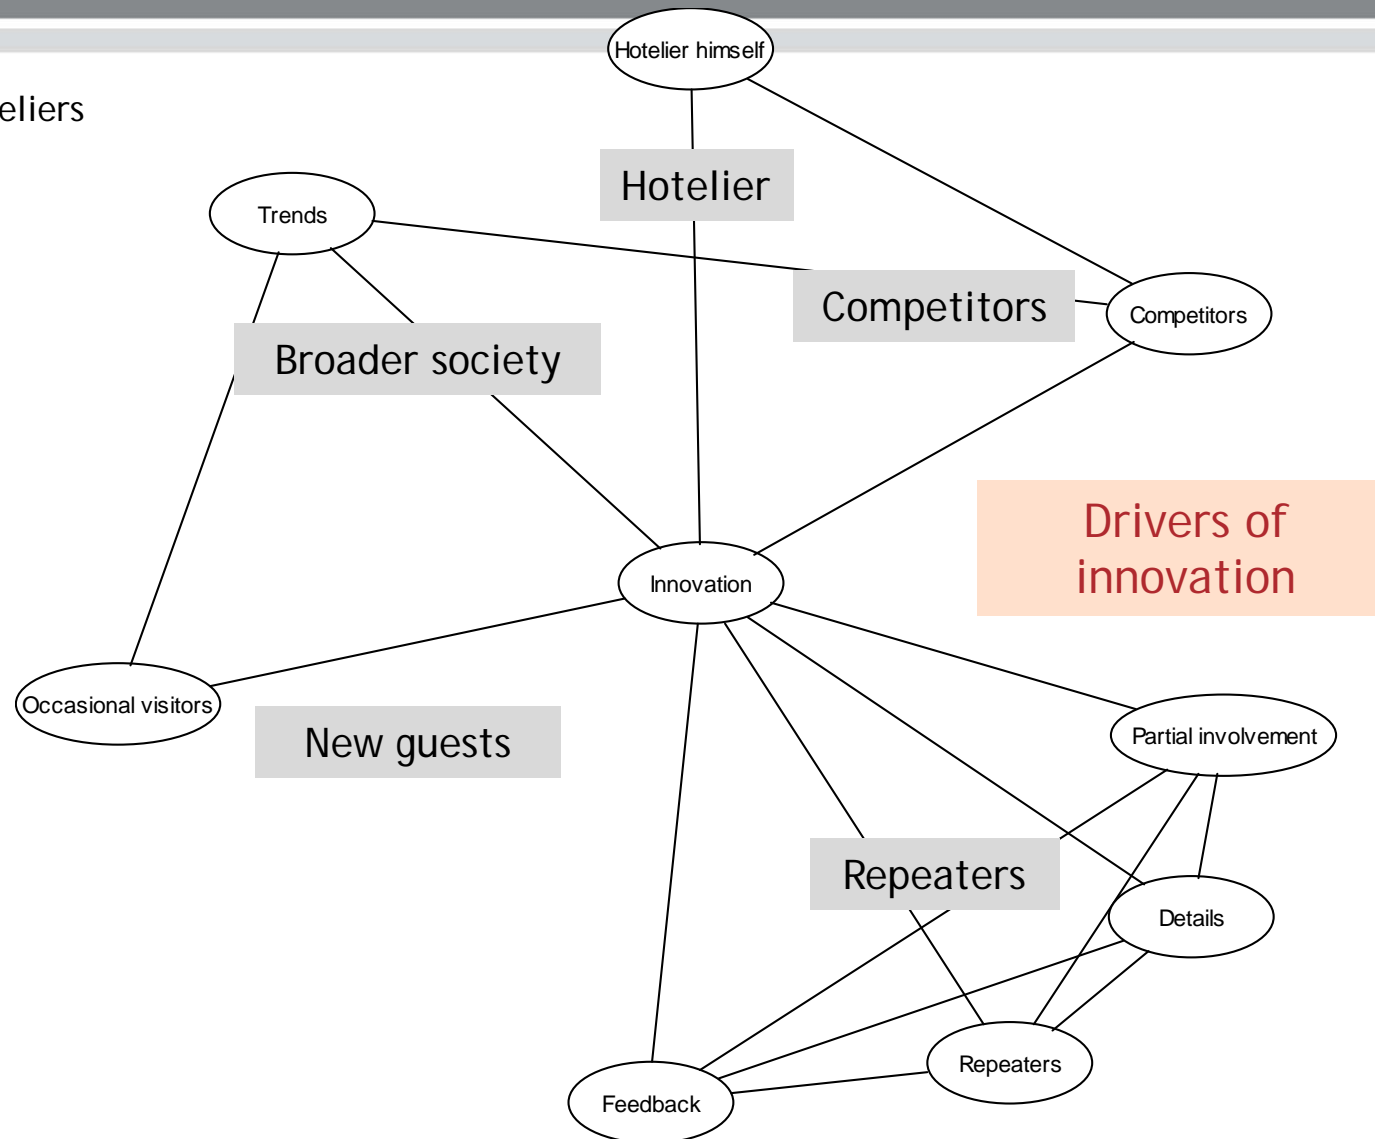 Hotelier himself
eliers
Hotelier
Trends
Competitors
Competitors
Broader society
Drivers of
innovation
Innovation
Occasional visitors
New guests
Partial involvement
Repeaters
Details
Repeaters
Feedback